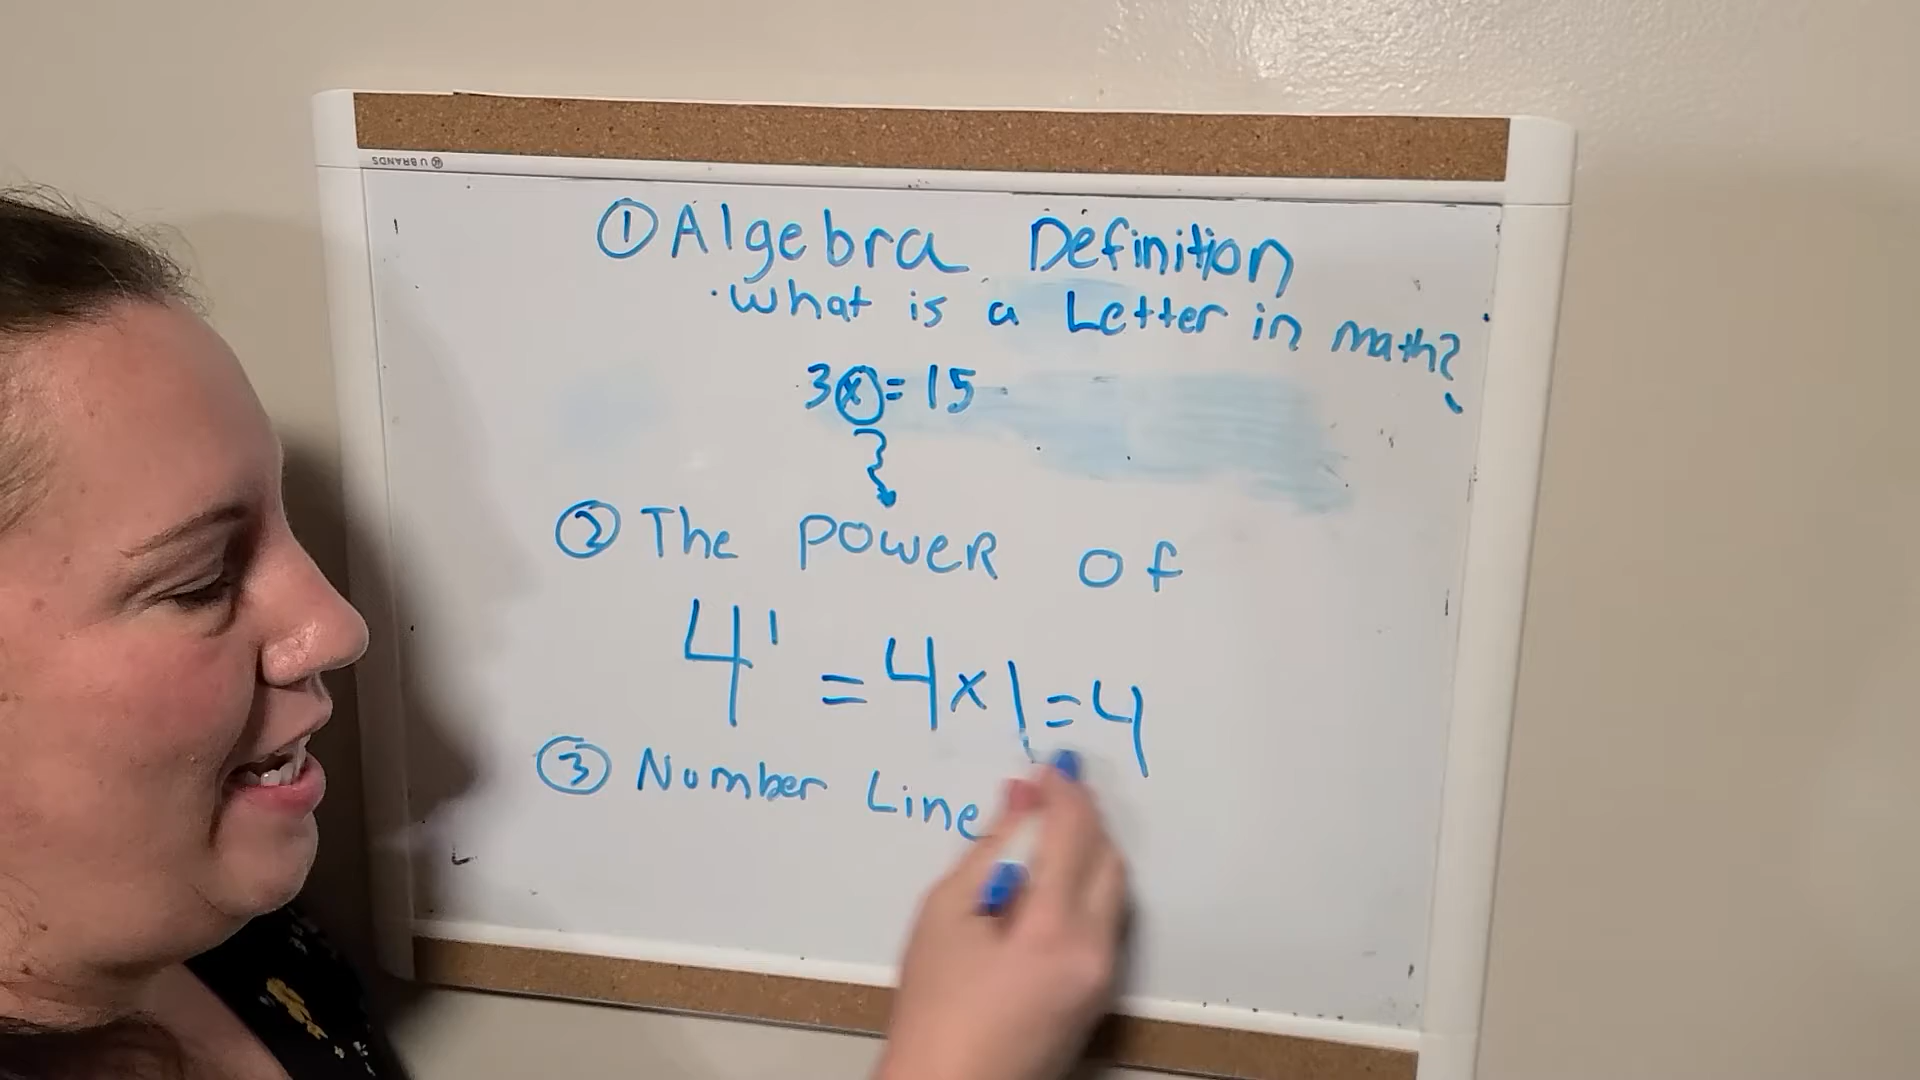 U BRANDS
① Algebra Definition
· What is a Letter in math?
3x = 15
② The power of
4¹ = 4 x 1 = 4
③ Number Line